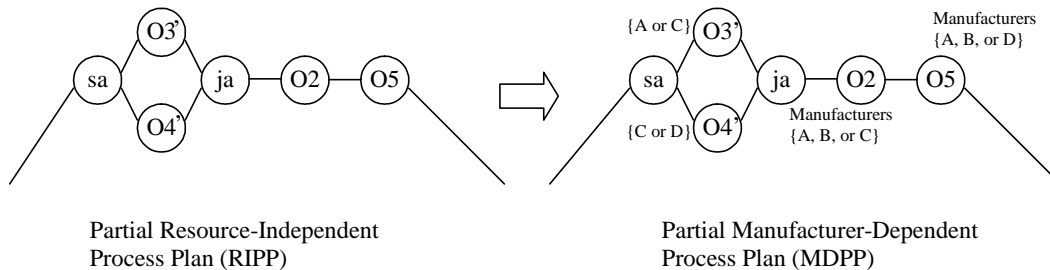 O3’
sa
ja
O2
O5
O4’
Partial Resource-Independent
Process Plan (RIPP)
Manufacturers
{A, B, or D}
{A or C}
O3’
sa
ja
O2
O5
{C or D}
O4’
Manufacturers
{A, B, or C}
Partial Manufacturer-Dependent
Process Plan (MDPP)